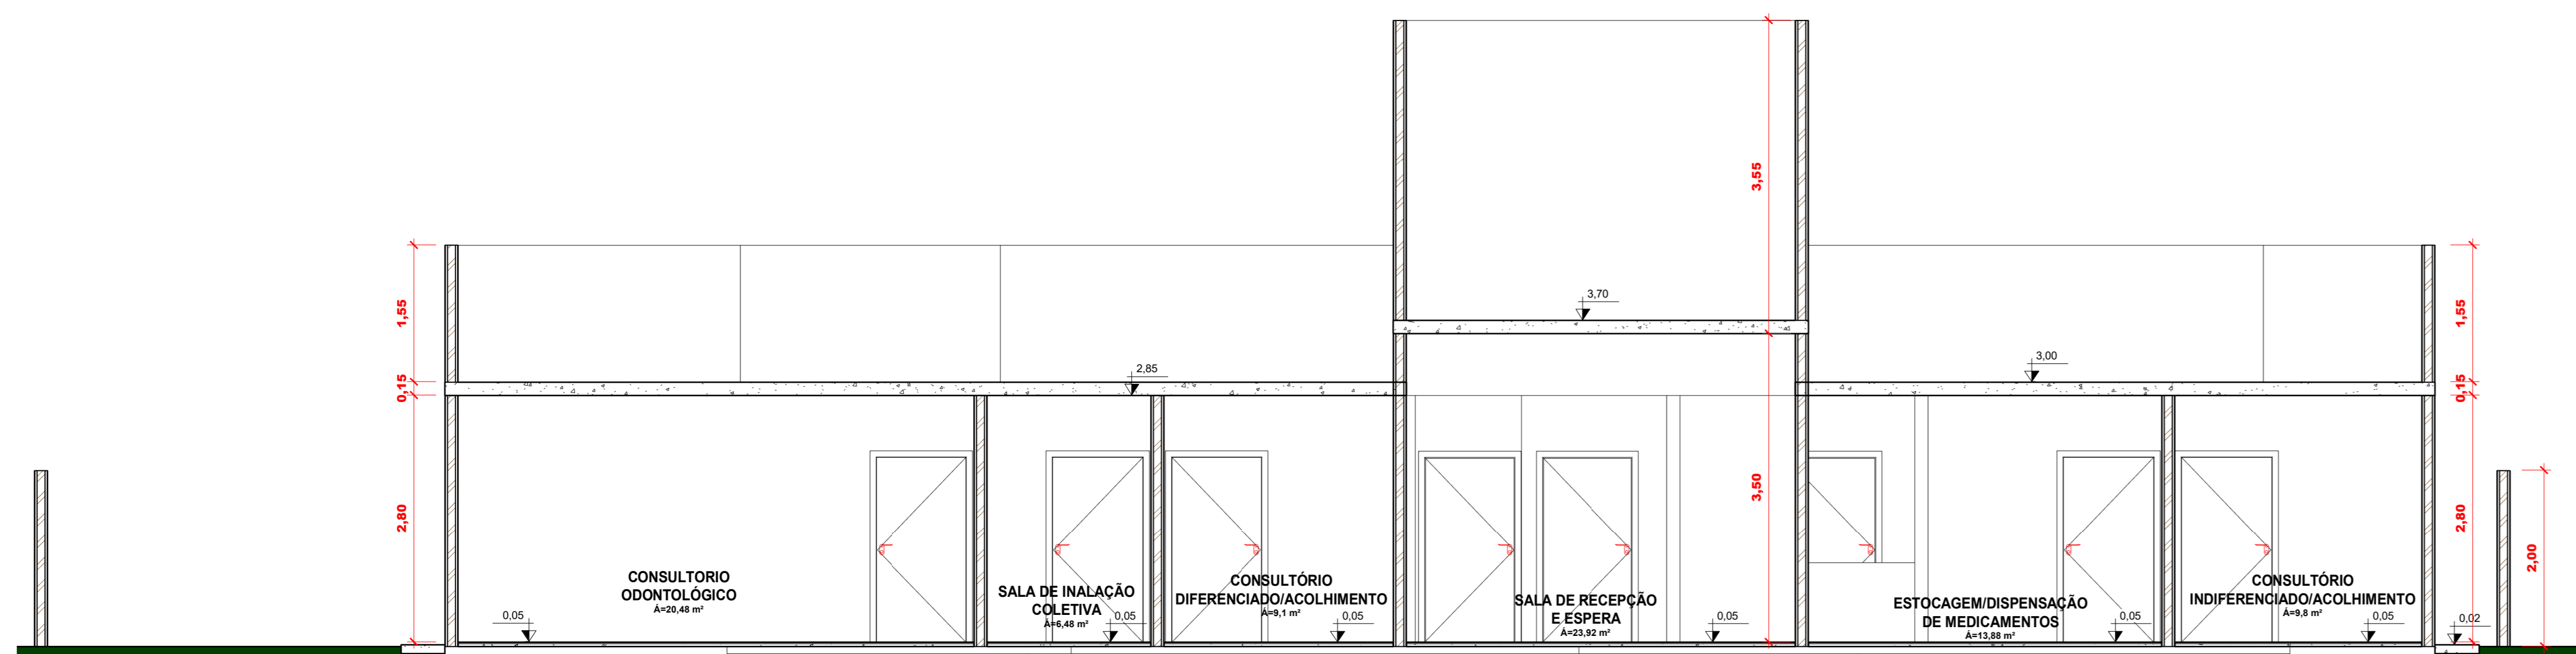 3,55
1,55
0,15
2,80
2,85
3,70
3,50
3,00
1,55
0,15
2,80
2,00
CONSULTORIO
ODONTOLÓGICO
Á=20,48 m²
0,05
SALA DE INALAÇÃO
COLETIVA
Á=6,48 m²
0,05
CONSULTÓRIO
DIFERENCIADO/ACOLHIMENTO
Á=9,1 m²
0,05
SALA DE RECEPÇÃO
E ESPERA
Á=23,92 m²
0,05
ESTOCAGEM/DISPENSAÇÃO
DE MEDICAMENTOS
Á=13,88 m²
0,05
CONSULTÓRIO
INDIFERENCIADO/ACOLHIMENTO
Á=9,8 m²
0,05
0,02